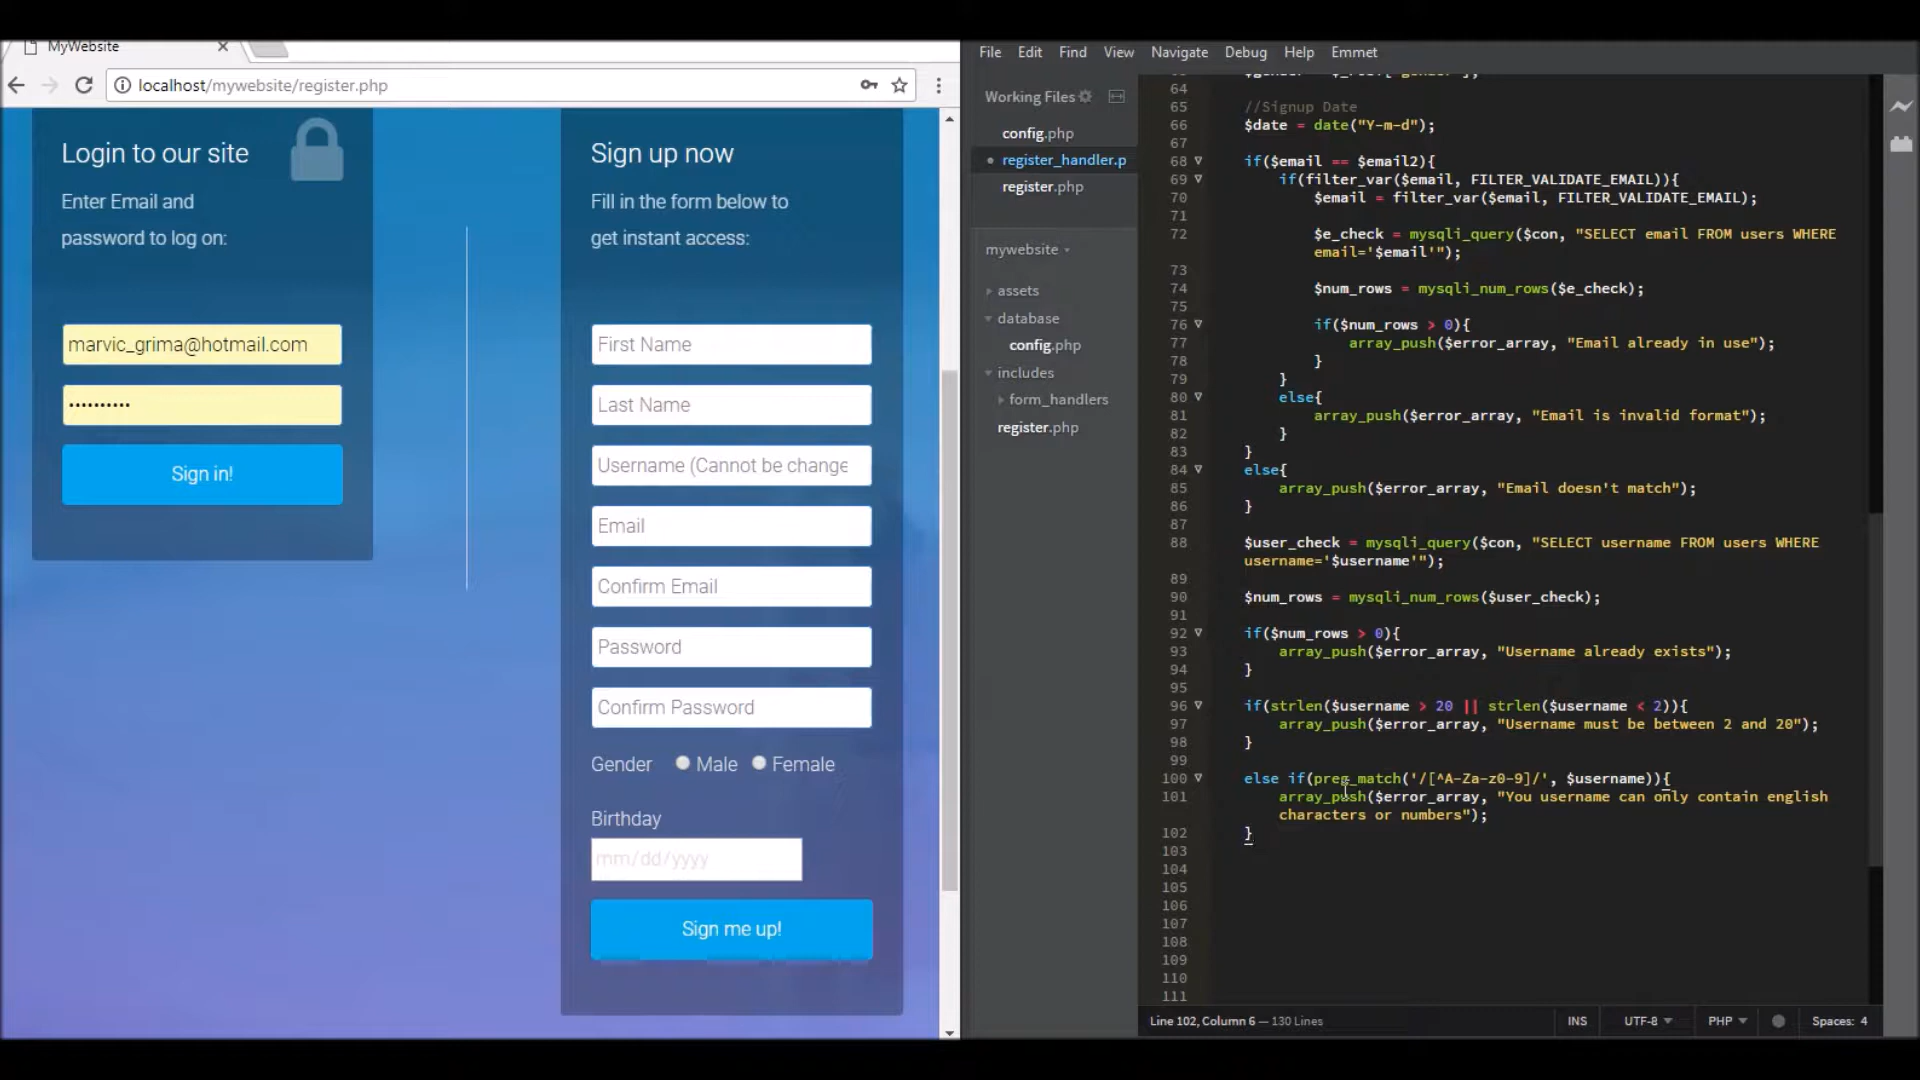 MyWebsite
localhost/mywebsite/register.php
Login to our site
Enter Email and
password to log on:
marvic_grima@hotmail.com
••••••••••
Sign in!
Sign up now
Fill in the form below to
get instant access:
First Name
Last Name
Username (Cannot be change
Email
Confirm Email
Password
Confirm Password
Gender Male Female
Birthday
mm/dd/yyyy
Sign me up!
File Edit Find View Navigate Debug Help Emmet
Working Files
config.php
register_handler.p
register.php
mywebsite
assets
database
config.php
includes
form_handlers
register.php
64
65 //Signup Date
66 $date = date("Y-m-d");
67
68 if($email == $email2){
69 if(filter_var($email, FILTER_VALIDATE_EMAIL)){
70 $email = filter_var($email, FILTER_VALIDATE_EMAIL);
71
72 $e_check = mysqli_query($con, "SELECT email FROM users WHERE
email='$email'");
73
74 $num_rows = mysqli_num_rows($e_check);
75
76 if($num_rows > 0){
77 array_push($error_array, "Email already in use");
78 }
79 }
80 else{
81 array_push($error_array, "Email is invalid format");
82 }
83 }
84 else{
85 array_push($error_array, "Email doesn't match");
86 }
87
88 $user_check = mysqli_query($con, "SELECT username FROM users WHERE
username='$username'");
89
90 $num_rows = mysqli_num_rows($user_check);
91
92 if($num_rows > 0){
93 array_push($error_array, "Username already exists");
94 }
95
96 if(strlen($username > 20 || strlen($username < 2)){
97 array_push($error_array, "Username must be between 2 and 20");
98 }
99
100 else if(preg_match('/[^A-Za-z0-9]/', $username)){
101 array_push($error_array, "You username can only contain english
characters or numbers");
102 }
103
104
105
106
107
108
109
110
111
Line 102, Column 6 — 130 Lines
INS UTF-8 PHP Spaces: 4